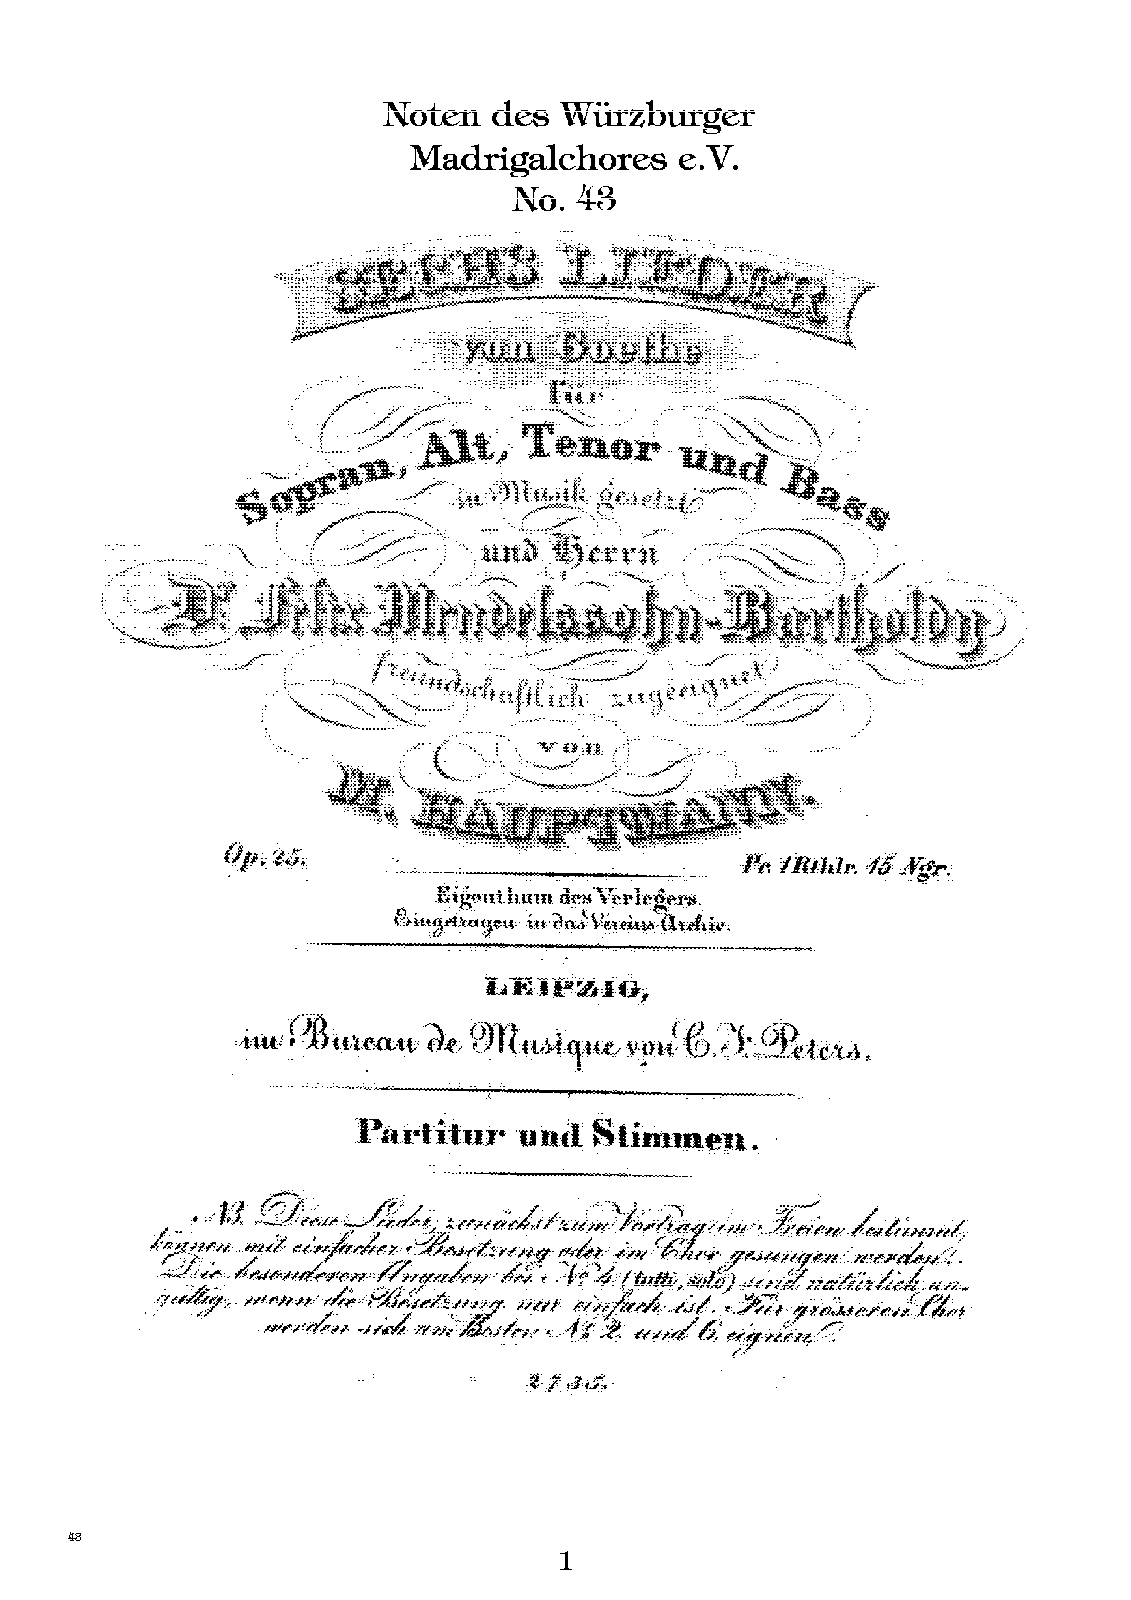 Noten des Würzburger
Madrigalchores e.V.
No. 43
SECHS LIEDER
von Goethe
für
Sopran, Alt, Tenor und Bass
in Musik gesetzt
und Herrn
Dr. Felix Mendelssohn-Bartholdy
freundschaftlich zugeeignet
von
M. HAUPTMANN.
Op. 25.
Pr. 1 Rthlr. 15 Ngr.
Eigenthum des Verlegers.
Eingetragen in das Vereins Archiv.
LEIPZIG,
im Bureau de Musique von C. F. Peters.
Partitur und Stimmen.
NB. Diese Lieder, zunächst zum Vortrag im Freien bestimmt,
können mit einfacher Besetzung oder im Chor gesungen werden.
Die besonderen Angaben bei No 4 (tutti, solo) sind natürlich un-
gültig, wenn die Besetzung nur einfach ist. Für grösseren Chor
werden sich am Besten No 2. und 6. eignen.
2735.
43
1